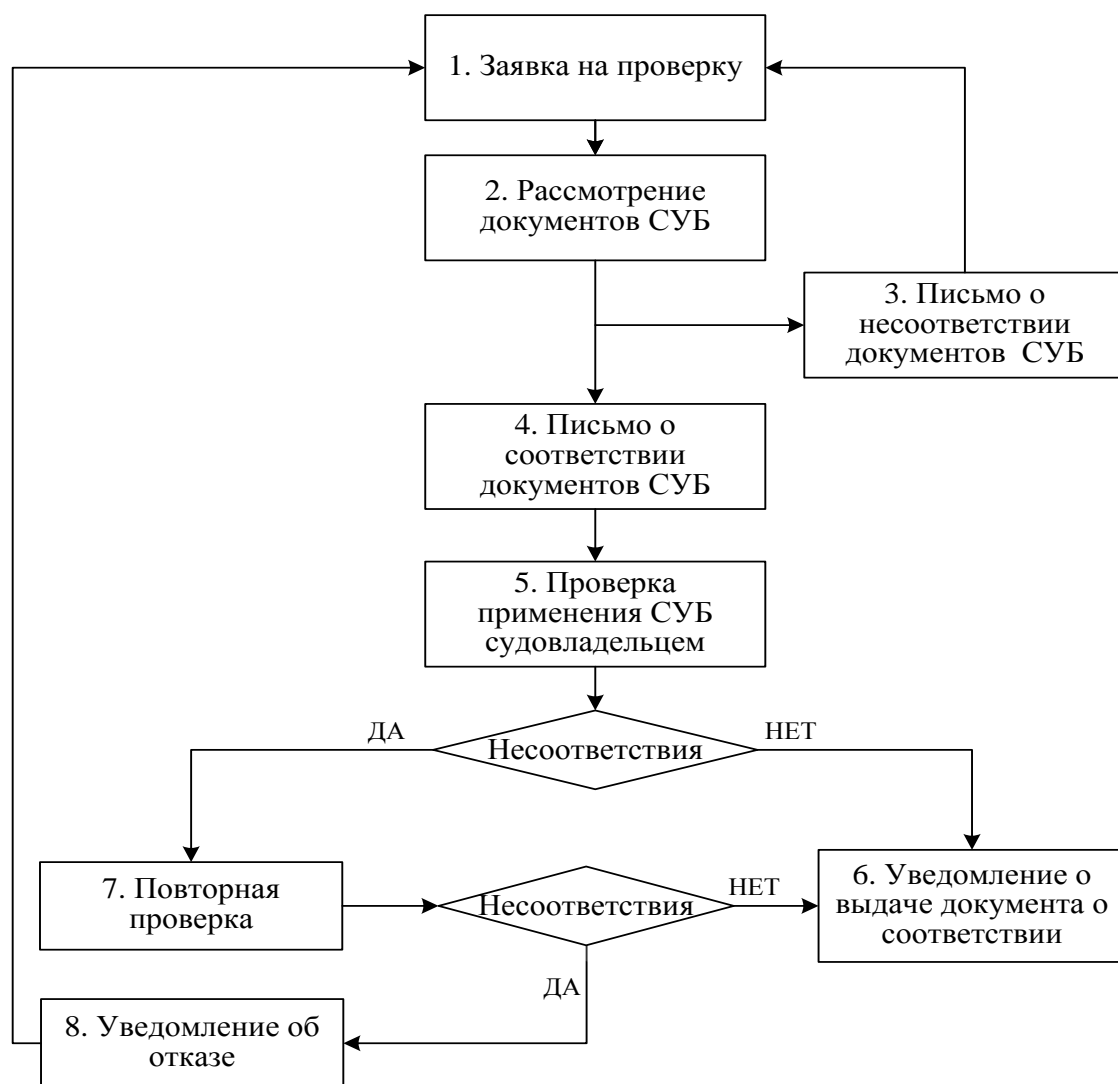 1. Заявка на проверку
2. Рассмотрение
документов СУБ
3. Письмо о
несоответствии
документов СУБ
4. Письмо о
соответствии
документов СУБ
5. Проверка
применения СУБ
судовладельцем
ДА
Несоответствия
НЕТ
7. Повторная
проверка
Несоответствия
НЕТ
6. Уведомление о
выдаче документа о
соответствии
ДА
8. Уведомление об
отказе